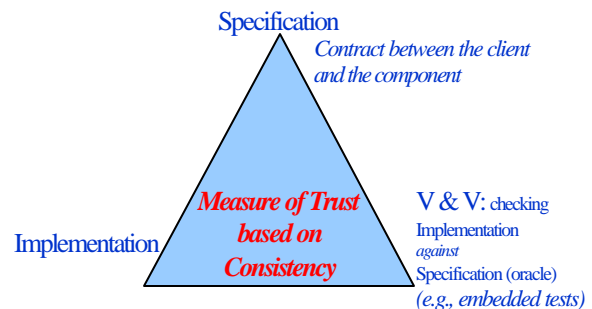 Specification
Contract between the client
and the component
Measure of Trust
based on
Consistency
Implementation
V & V: checking
Implementation
against
Specification (oracle)
(e.g., embedded tests)